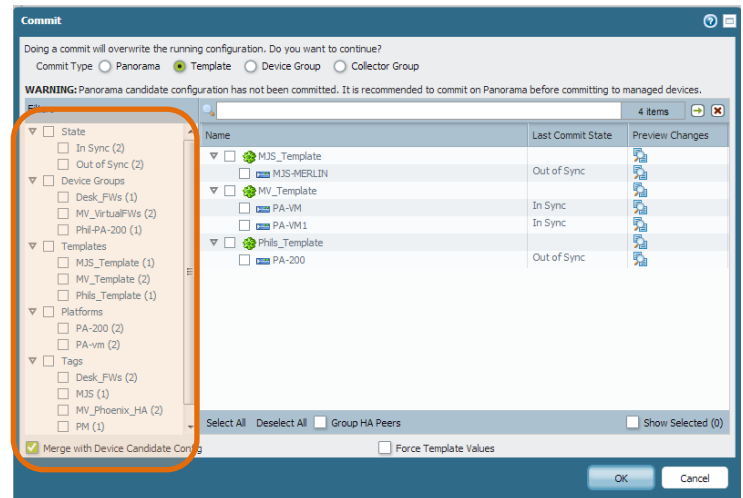 Commit
Doing a commit will overwrite the running configuration. Do you want to continue?
Commit Type Panorama Template Device Group Collector Group
WARNING: Panorama candidate configuration has not been committed. It is recommended to commit on Panorama before committing to managed devices.
Filters
4 items
State
In Sync (2)
Out of Sync (2)
Device Groups
Desk_FWs (1)
MV_VirtualFWs (2)
Phil-PA-200 (1)
Templates
MJS_Template (1)
MV_Template (2)
Phils_Template (1)
Platforms
PA-200 (2)
PA-vm (2)
Tags
Desk_FWs (2)
MJS (1)
MV_Phoenix_HA (2)
PM (1)
Name Last Commit State Preview Changes
MJS_Template
MJS-MERLIN Out of Sync
MV_Template
PA-VM In Sync
PA-VM1 In Sync
Phils_Template
PA-200 Out of Sync
Select All Deselect All Group HA Peers Show Selected (0)
Merge with Device Candidate Config Force Template Values
OK Cancel